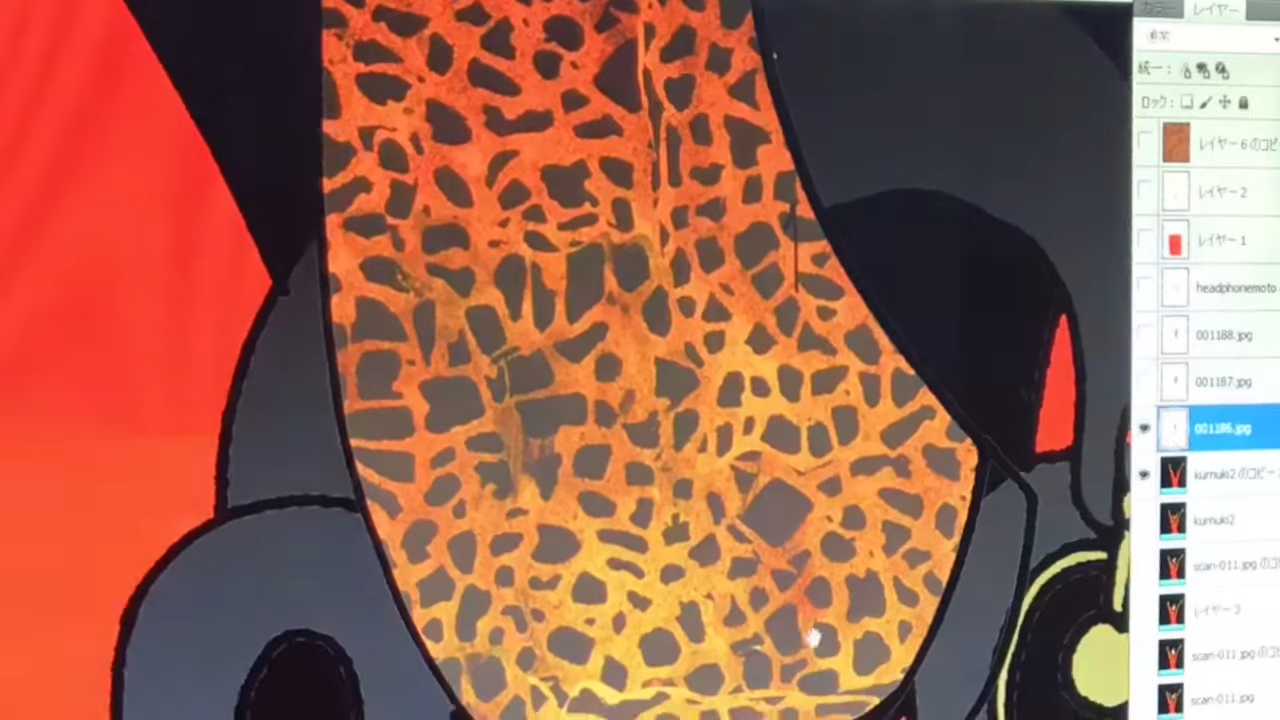 カラー レイヤー
通常
統一：
ロック：
レイヤー 6 のコピ
レイヤー 2
レイヤー 1
headphonemoto
001188.jpg
001187.jpg
001186.jpg
kumuki2 のコピー
kumuki2
scan-011.jpg のコ
レイヤー 3
scan-011.jpg のコ
scan-011.jpg